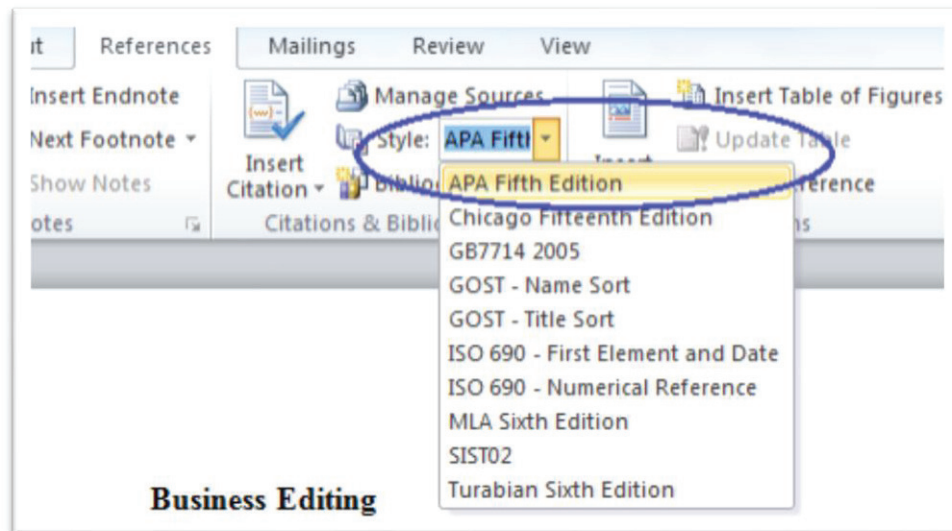 References Mailings Review View
Insert Endnote
Next Footnote
Show Notes
Insert Citation
Manage Sources
Style: APA Fifth
Insert Table of Figures
Update Table
Insert
Citations &
APA Fifth Edition
Chicago Fifteenth Edition
GB7714 2005
GOST - Name Sort
GOST - Title Sort
ISO 690 - First Element and Date
ISO 690 - Numerical Reference
MLA Sixth Edition
SIST02
Turabian Sixth Edition
Business Editing